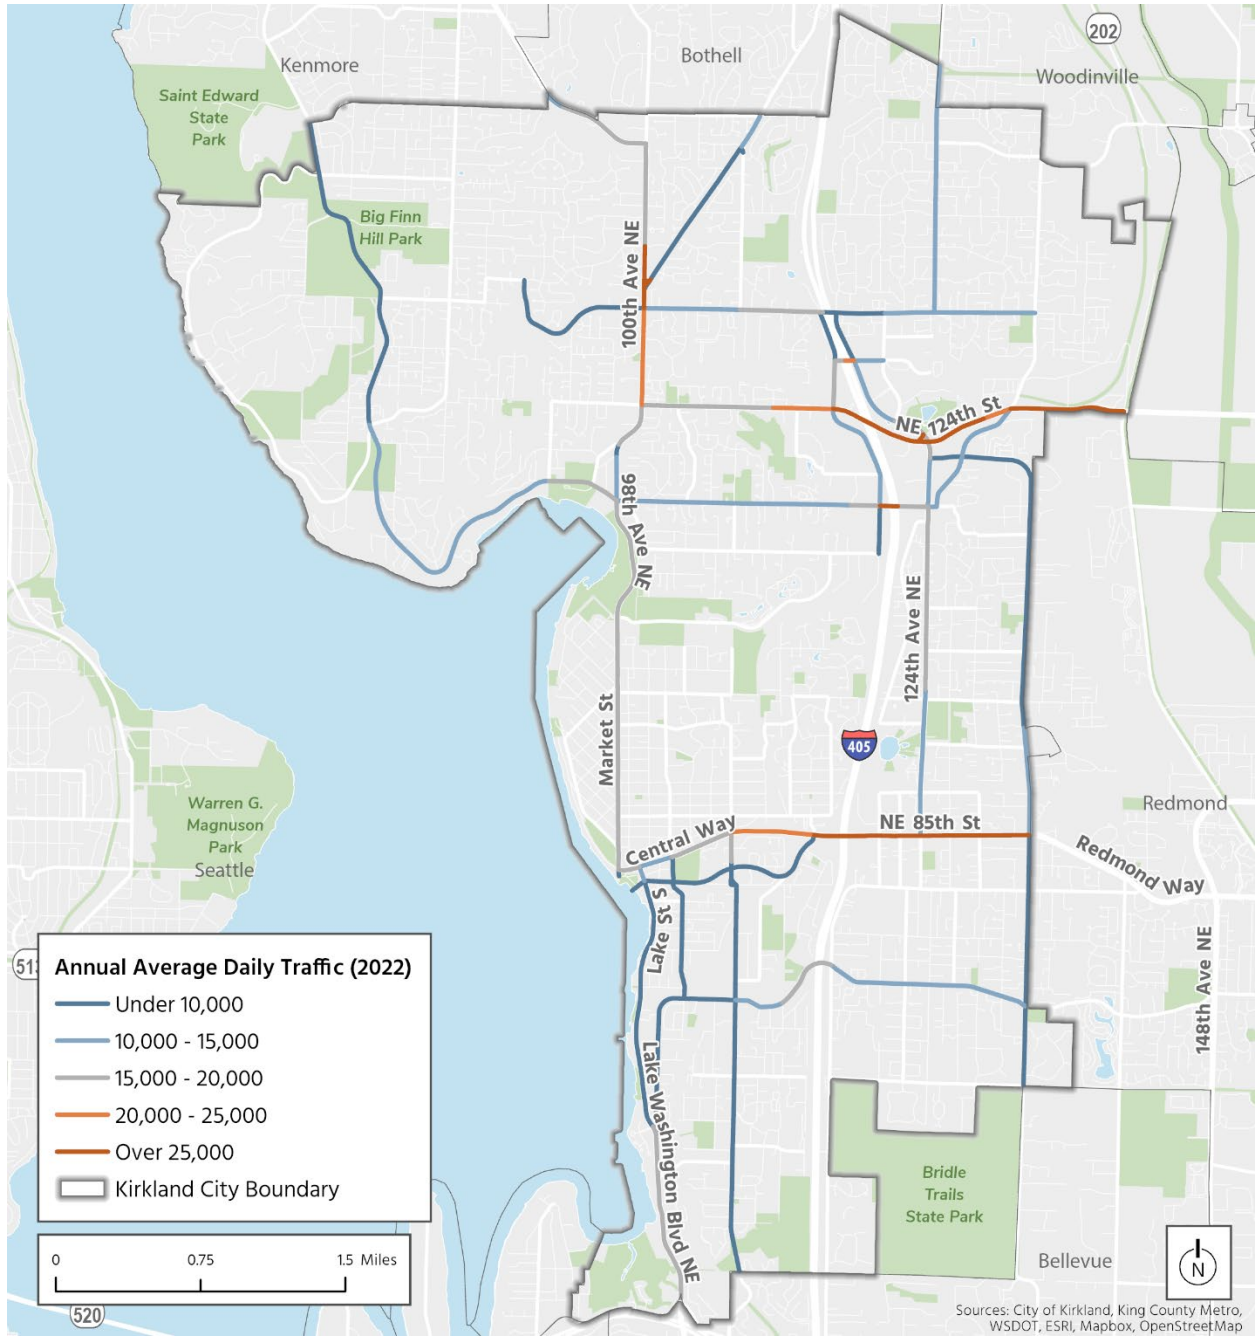 202
Kenmore
Bothell
Woodinville
Saint Edward
State
Park
Big Finn
Hill Park
100th Ave NE
NE 124th St
98th Ave NE
124th Ave NE
Market St
405
Warren G.
Magnuson
Park
Seattle
Redmond
Central Way
NE 85th St
Redmond Way
Lake St S
148th Ave NE
Lake Washington Blvd NE
513
Annual Average Daily Traffic (2022)
Under 10,000
10,000 - 15,000
15,000 - 20,000
20,000 - 25,000
Over 25,000
Kirkland City Boundary
0 0.75 1.5 Miles
520
Bridle
Trails
State Park
Bellevue
N
Sources: City of Kirkland, King County Metro,
WSDOT, ESRI, Mapbox, OpenStreetMap